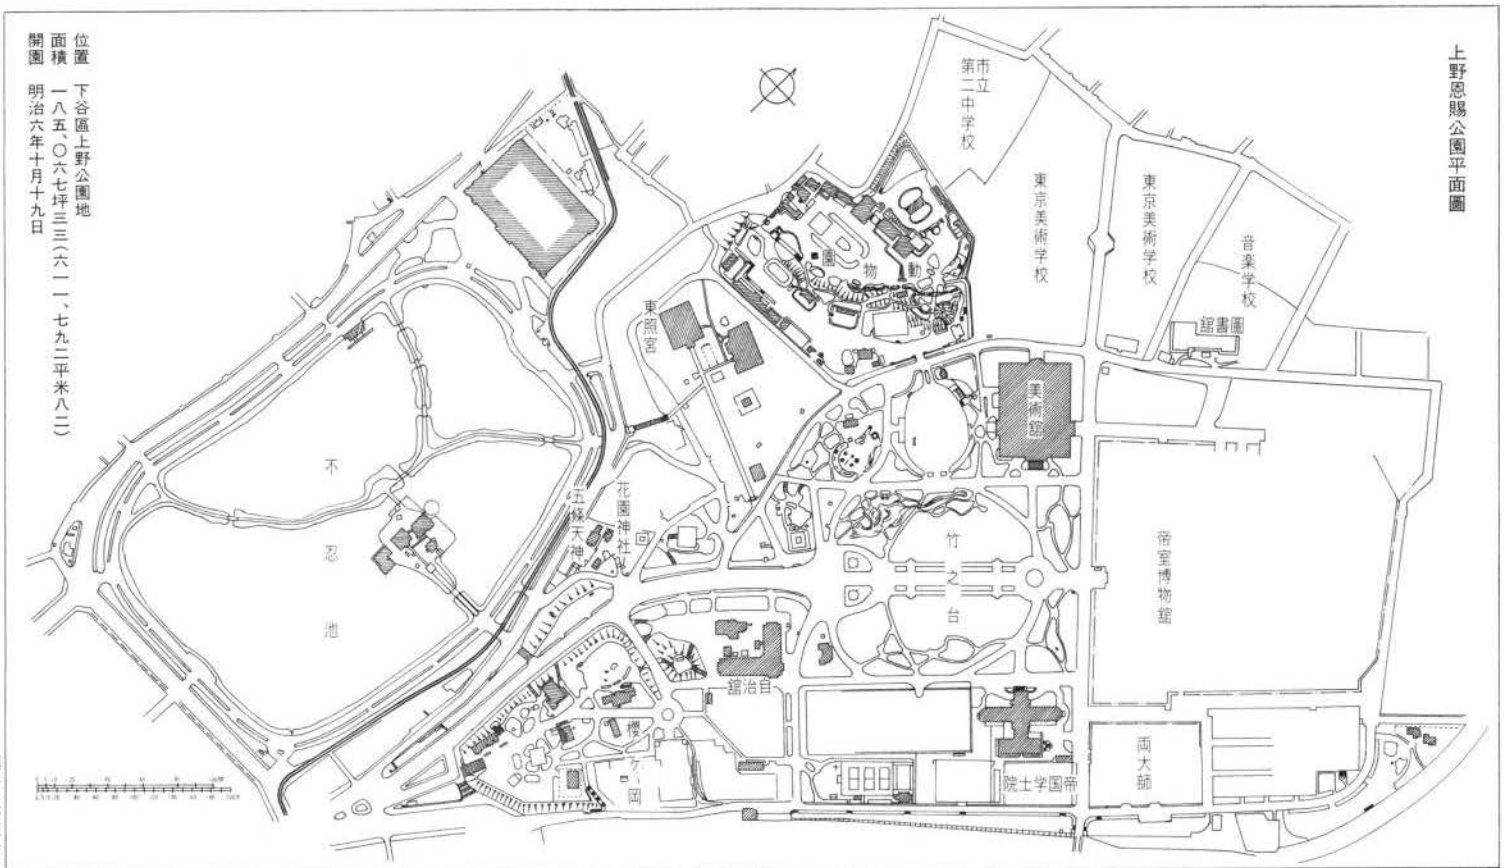 上野恩賜公園平面圖
位置 下谷區上野公園地
面積 一八五、〇六七坪三三(六一一、七九二平米八二)
開園 明治六年十月十九日
市立第二中学校
東京美術学校
東京美術学校
音楽学校
圖書舘
動物園
東照宮
美術舘
不忍池
花園神社
五條天神
竹之台
帝室博物舘
自治舘
櫻ヶ岡
帝国学士院
両大師